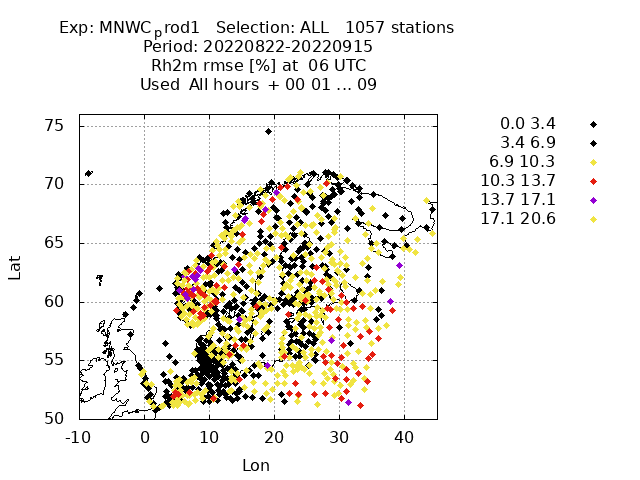 Exp: MNWCprod1   Selection: ALL   1057 stations
Period: 20220822-20220915
Rh2m rmse [%] at  06 UTC
Used  All hours  + 00 01 ... 09
0.0 3.4
3.4 6.9
6.9 10.3
10.3 13.7
13.7 17.1
17.1 20.6
75
70
65
60
55
50
Lat
-10 0 10 20 30 40
Lon